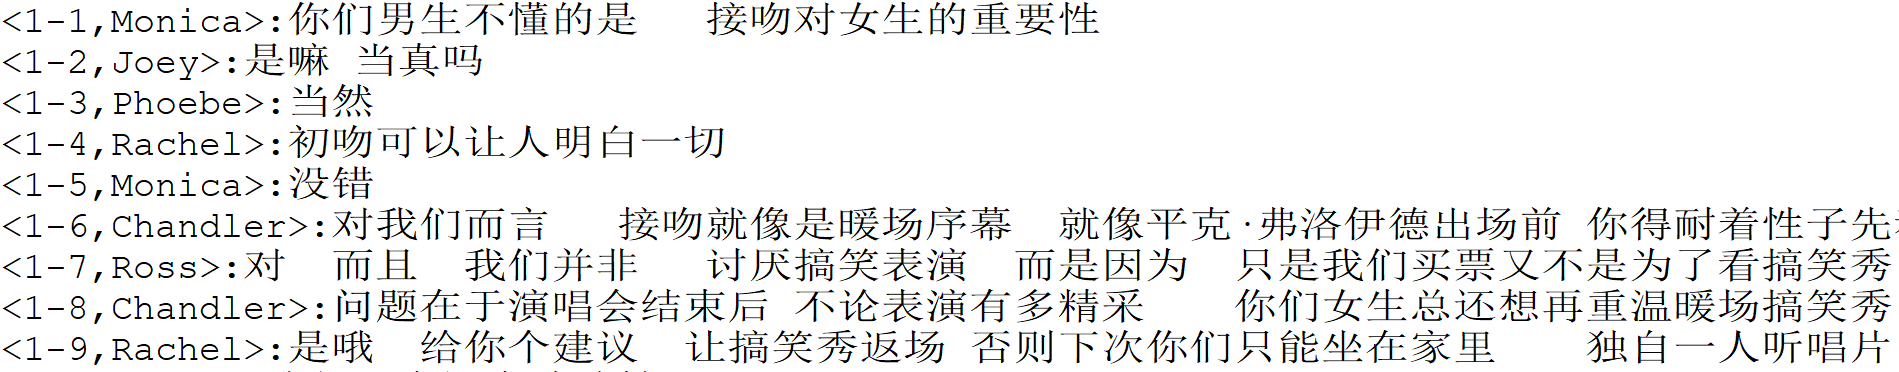 <1-1,Monica>:你们男生不懂的是   接吻对女生的重要性
<1-2,Joey>:是嘛 当真吗
<1-3,Phoebe>:当然
<1-4,Rachel>:初吻可以让人明白一切
<1-5,Monica>:没错
<1-6,Chandler>:对我们而言   接吻就像是暖场序幕  就像平克·弗洛伊德出场前 你得耐着性子先
<1-7,Ross>:对  而且  我们并非   讨厌搞笑表演  而是因为  只是我们买票又不是为了看搞笑秀
<1-8,Chandler>:问题在于演唱会结束后 不论表演有多精采    你们女生总还想再重温暖场搞笑秀
<1-9,Rachel>:是哦  给你个建议  让搞笑秀返场 否则下次你们只能坐在家里    独自一人听唱片